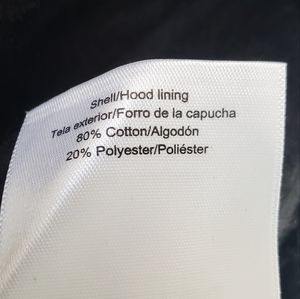 Shell/Hood lining
Tela exterior/Forro de la capucha
80% Cotton/Algodón
20% Polyester/Poliéster